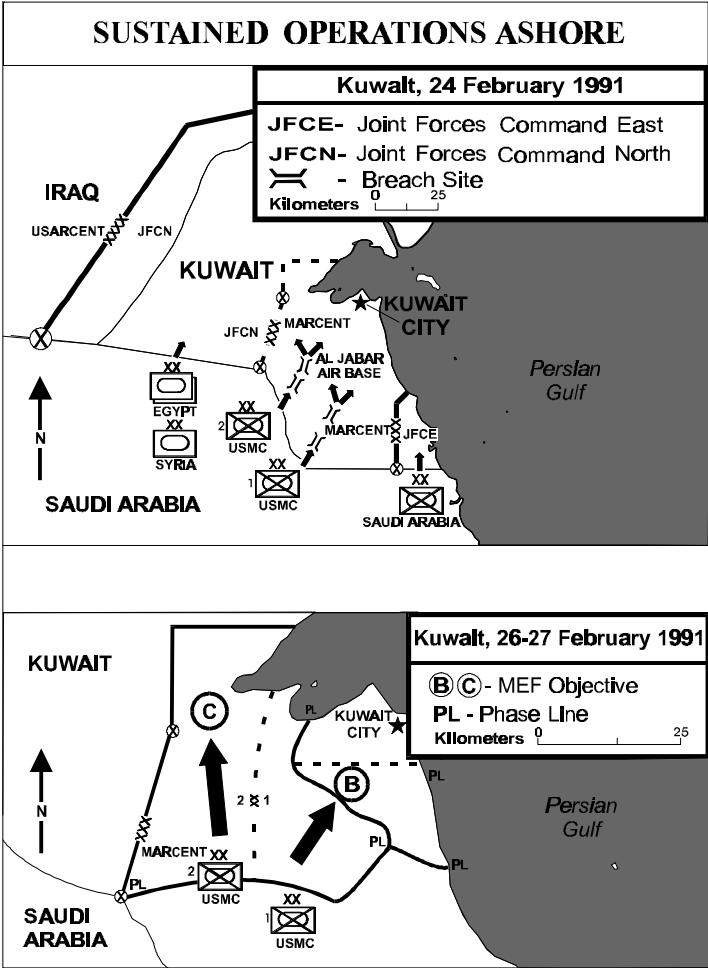 SUSTAINED OPERATIONS ASHORE
Kuwalt, 24 February 1991
JFCE- Joint Forces Command East
JFCN- Joint Forces Command North
- Breach Site
Kilometers 0 25
IRAQ
USARCENT JFCN
KUWAIT
KUWAIT
CITY
JFCN MARCENT
AL JABAR
AIR BASE
Persian
Gulf
XX
EGYPT
XX
SYRIA
XX
2
USMC
MARCENT JFCE
XX
1
USMC
XX
SAUDI ARABIA
N
SAUDI ARABIA
Kuwalt, 26-27 February 1991
B C - MEF Objective
PL - Phase Line
Kilometers 0 25
KUWAIT
C
PL
KUWAIT
CITY
PL
B
2 1
N
Persian
Gulf
MARCENT
PL
PL
PL
XX
2
USMC
XX
1
USMC
SAUDI
ARABIA